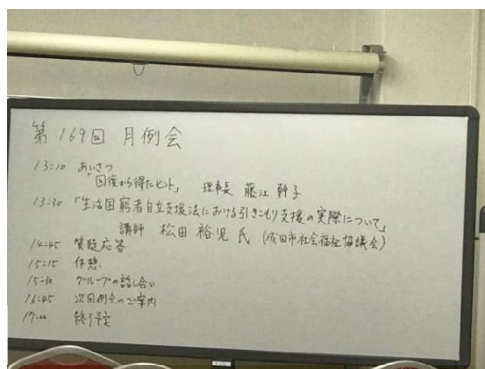 第169回 月例会
13:10 あいさつ
「回復から得たヒント」 理事長 藤江 幹子
13:30 「生活困窮者自立支援法における引きこもり支援の実際について」
講師 松田 裕児 氏 (成田市社会福祉協議会)
14:45 質疑応答
15:15 休憩
15:30 グループの話し合い
16:45 次回例会のご案内
17:00 終了予定